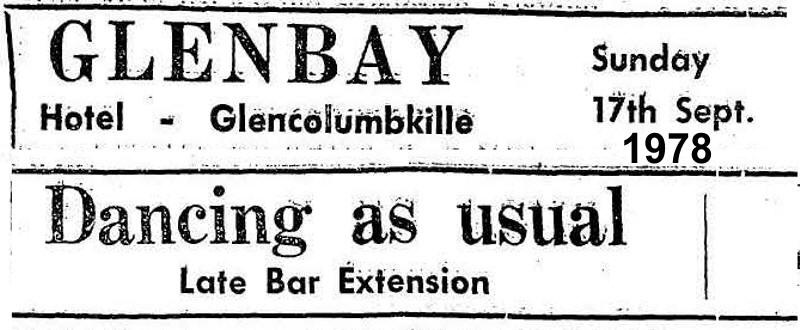 GLENBAY
Hotel - Glencolumbkille
Sunday
17th Sept.
1978
Dancing as usual
Late Bar Extension